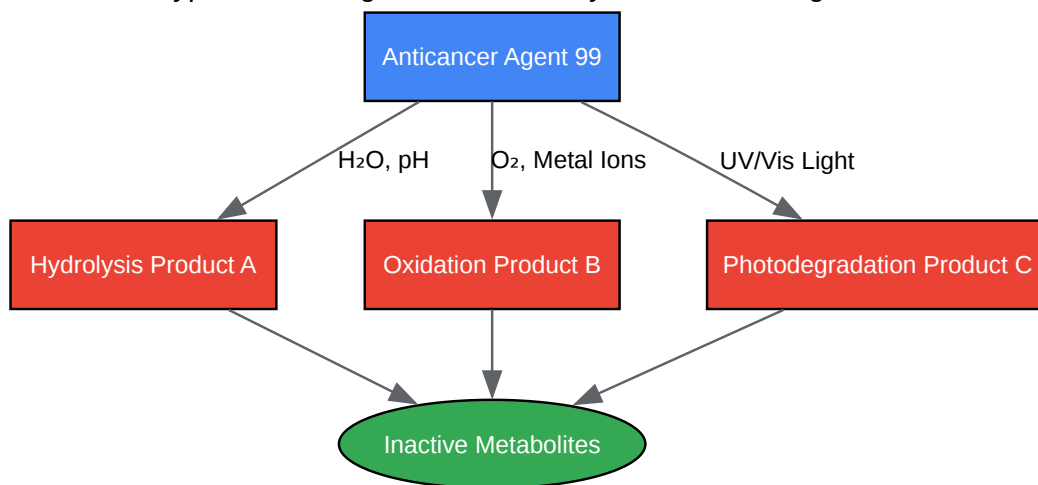 Anticancer Agent 99
H₂O, pH
O₂, Metal Ions
UV/Vis Light
Hydrolysis Product A
Oxidation Product B
Photodegradation Product C
Inactive Metabolites